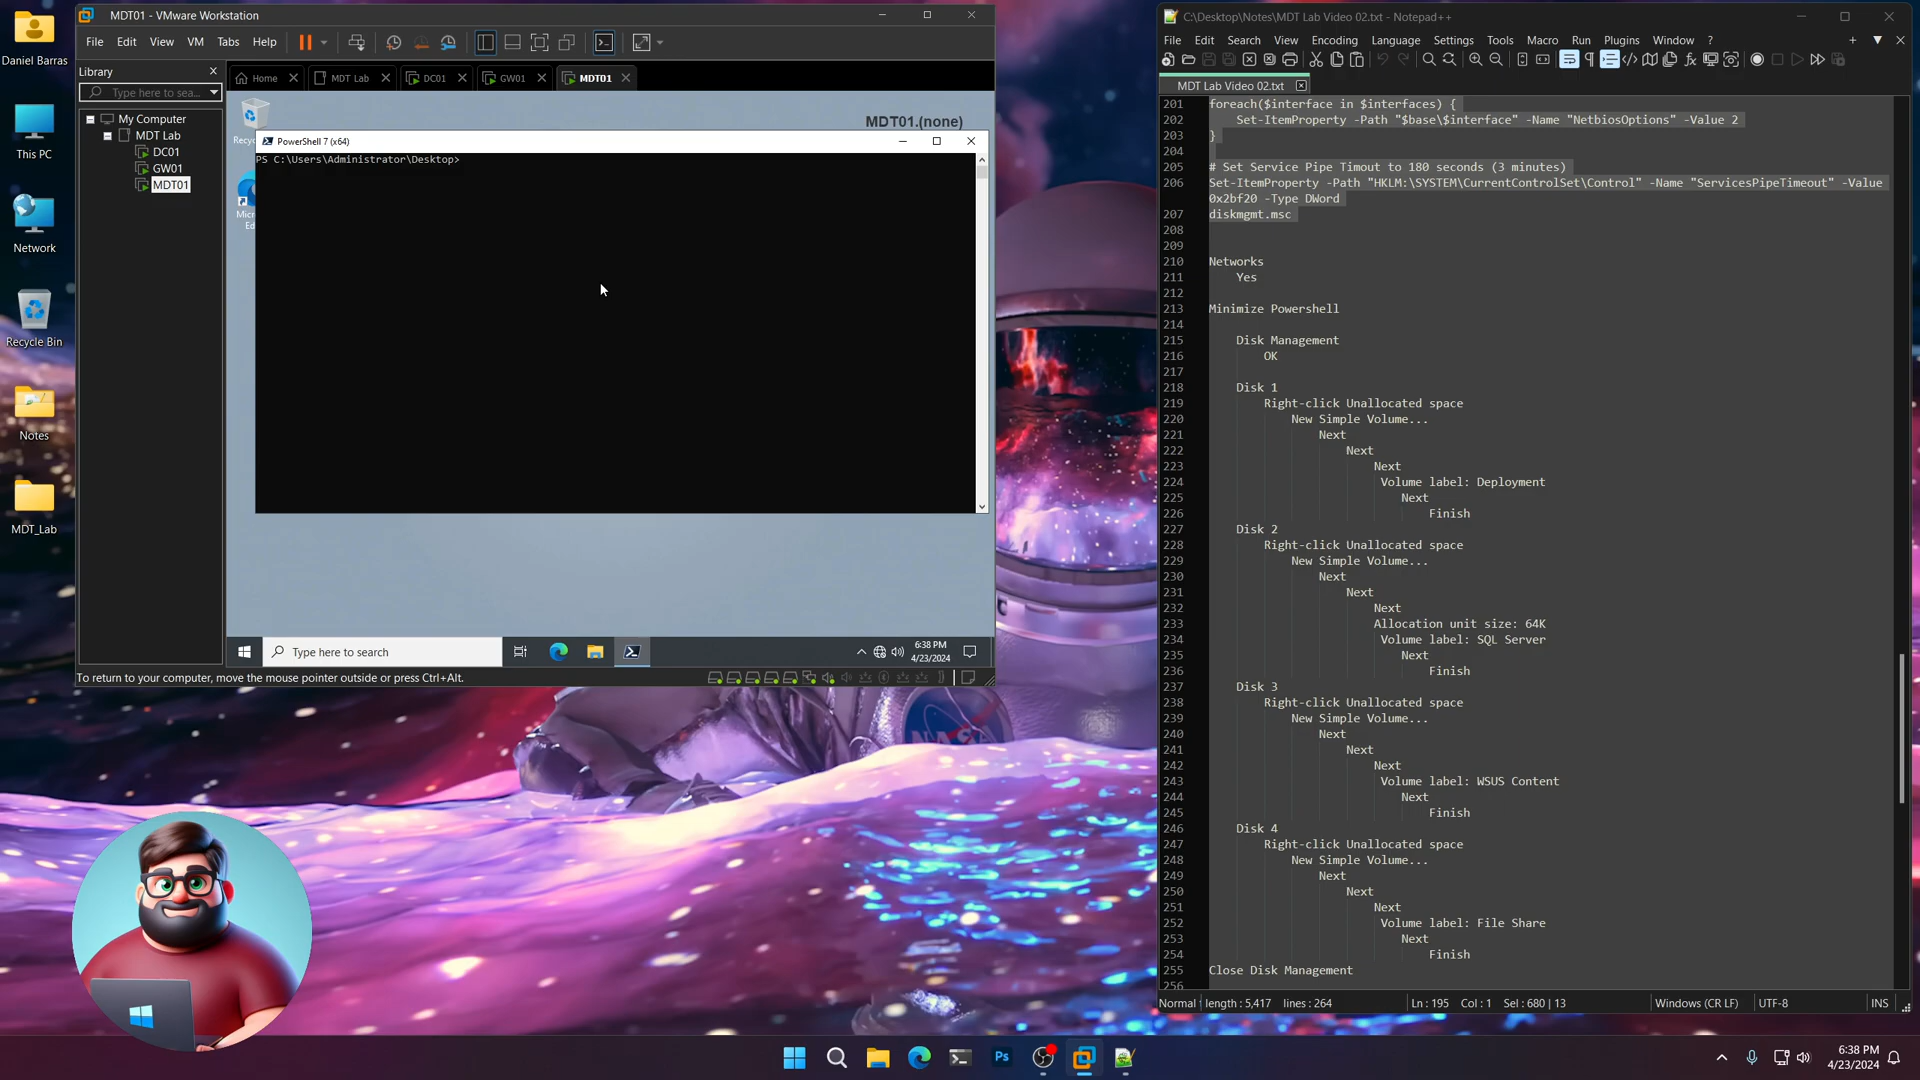 Daniel Barras
This PC
Network
Recycle Bin
Notes
MDT_Lab
MDT01 - VMware Workstation
File Edit View VM Tabs Help
Library
Type here to sea...
My Computer
MDT Lab
DC01
GW01
MDT01
Home
MDT Lab
DC01
GW01
MDT01
MDT01.(none)
PowerShell 7 (x64)
PS C:\Users\Administrator\Desktop>
Type here to search
6:38 PM
4/23/2024
To return to your computer, move the mouse pointer outside or press Ctrl+Alt.
C:\Desktop\Notes\MDT Lab Video 02.txt - Notepad++
File Edit Search View Encoding Language Settings Tools Macro Run Plugins Window ?
MDT Lab Video 02.txt
201 foreach($interface in $interfaces) {
202 Set-ItemProperty -Path "$base\$interface" -Name "NetbiosOptions" -Value 2
203 }
204
205 # Set Service Pipe Timout to 180 seconds (3 minutes)
206 Set-ItemProperty -Path "HKLM:\SYSTEM\CurrentControlSet\Control" -Name "ServicesPipeTimeout" -Value
0x2bf20 -Type DWord
207 diskmgmt.msc
208
209
210 Networks
211 Yes
212
213 Minimize Powershell
214
215 Disk Management
216 OK
217
218 Disk 1
219 Right-click Unallocated space
220 New Simple Volume...
221 Next
222 Next
223 Next
224 Volume label: Deployment
225 Next
226 Finish
227 Disk 2
228 Right-click Unallocated space
229 New Simple Volume...
230 Next
231 Next
232 Next
233 Allocation unit size: 64K
234 Volume label: SQL Server
235 Next
236 Finish
237 Disk 3
238 Right-click Unallocated space
239 New Simple Volume...
240 Next
241 Next
242 Next
243 Volume label: WSUS Content
244 Next
245 Finish
246 Disk 4
247 Right-click Unallocated space
248 New Simple Volume...
249 Next
250 Next
251 Next
252 Volume label: File Share
253 Next
254 Finish
255 Close Disk Management
256
Normal length : 5,417 lines : 264 Ln : 195 Col : 1 Sel : 680 | 13 Windows (CR LF) UTF-8 INS
NASA
Ps
6:38 PM
4/23/2024